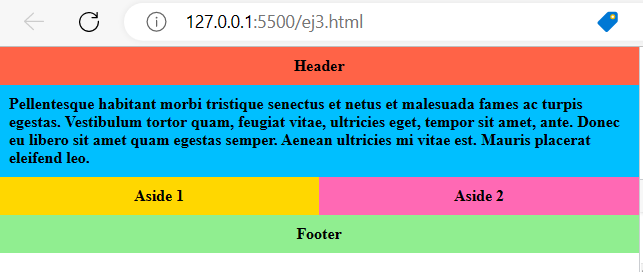 127.0.0.1:5500/ej3.html
Header
Pellentesque habitant morbi tristique senectus et netus et malesuada fames ac turpis
egestas. Vestibulum tortor quam, feugiat vitae, ultricies eget, tempor sit amet, ante. Donec
eu libero sit amet quam egestas semper. Aenean ultricies mi vitae est. Mauris placerat
eleifend leo.
Aside 1
Aside 2
Footer